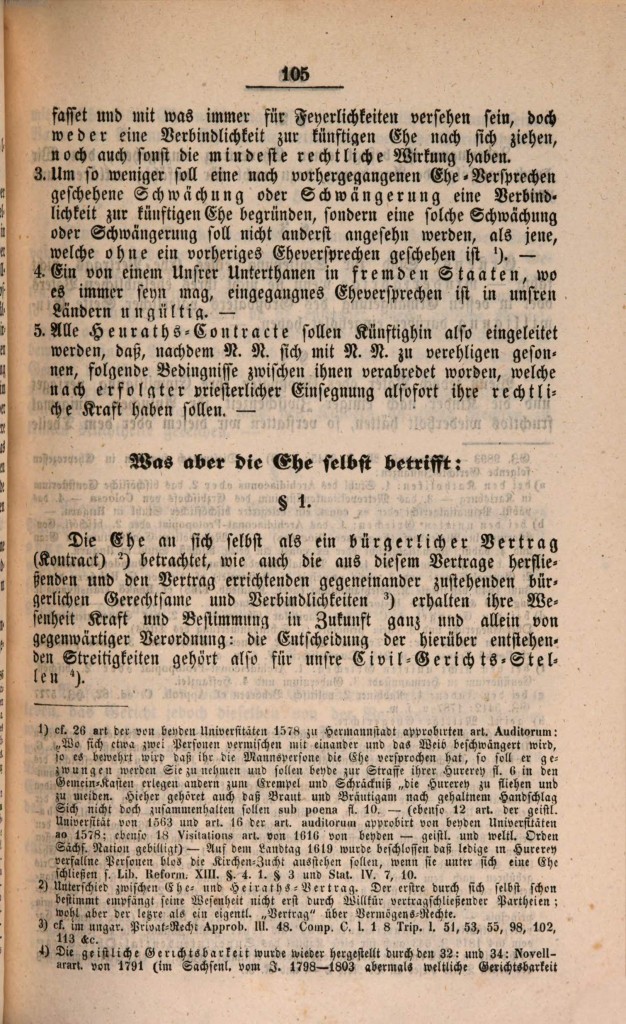 105
fasset und mit was immer für Feyerlichkeiten versehen sein, doch
weder eine Verbindlichkeit zur künftigen Ehe nach sich ziehen,
noch auch sonst die mindeste rechtliche Wirkung haben.
3. Um so weniger soll eine nach vorhergegangenen Ehe-Versprechen
geschehene Schwächung oder Schwängerung eine Verbind-
lichkeit zur künftigen Ehe begründen, sondern eine solche Schwächung
oder Schwängerung soll nicht anderst angesehn werden, als jene,
welche ohne ein vorheriges Eheversprechen geschehen ist ¹). —
4. Ein von einem Unsrer Unterthanen in fremden Staaten, wo
es immer seyn mag, eingegangnes Eheversprechen ist in unsren
Ländern ungültig. —
5. Alle Heuraths-Contracte sollen Künftighin also eingeleitet
werden, daß, nachdem N. N. sich mit N. N. zu verehligen geson-
nen, folgende Bedingnisse zwischen ihnen verabredet worden, welche
nach erfolgter priesterlicher Einsegnung alsofort ihre rechtli-
che Kraft haben sollen. —
Was aber die Ehe selbst betrifft:
§ 1.
Die Ehe an sich selbst als ein bürgerlicher Vertrag
(Kontract) ²) betrachtet, wie auch die aus diesem Vertrage herflie-
ßenden und den Vertrag errichtenden gegeneinander zustehenden bür-
gerlichen Gerechtsame und Verbindlichkeiten ³) erhalten ihre We-
senheit Kraft und Bestimmung in Zukunft ganz und allein von
gegenwärtiger Verordnung: die Entscheidung der hierüber entstehen-
den Streitigkeiten gehört also für unsre Civil-Gerichts-Stel-
len ⁴).
1) cf. 26 art der von beyden Universitäten 1578 zu Hermannstadt approbirten art. Auditorum:
„Wo sich etwa zwei Personen vermischen mit einander und das Weib beschwängert wird,
so es bewehrt wird daß ihr die Mannsperson die Ehe versprochen hat, so soll er ge-
zwungen werden Sie zu nehmen und sollen beyde zur Straffe ihrer Hurerey fl. 6 in den
Gemein-Kasten erlegen andern zum Exempel und Schräckniß „die Hurerey zu fliehen und
zu meiden. Hieher gehöret auch daß Braut und Bräutigam nach gehaltnem Handschlag
Sich nicht doch zusammenhalten sollen sub poena fl. 10. — (ebenso 12 art. der geistl.
Universität von 1563 und art. 16 der art. auditorum approbirt von beyden Universitäten
ao 1578; ebenso 18 Visitations art. von 1616 von beyden — geistl. und weltl. Orden
Sächs. Nation gebilligt) — Auf dem Landtag 1619 wurde beschlossen daß ledige in Hurerey
verfallne Personen blos die Kirchen-Zucht ausstehen sollen, wenn sie unter sich eine Ehe
schließen s. Lib. Reform. XIII. §. 4. 1. § 3 und Stat. IV. 7, 10.
2) Unterschied zwischen Ehe- und Heiraths-Vertrag. Der erstre durch sich selbst schon
bestimmt empfängt seine Wesenheit nicht erst durch Willkür vertragschließender Partheien;
wohl aber der letzre als ein eigentl. „Vertrag" über Vermögens-Rechte.
3) cf. im ungar. Privat-Recht Approb. III. 48. Comp. C. l. 1 8 Trip. l. 51, 53, 55, 98, 102,
113 &c.
4) Die geistliche Gerichtsbarkeit wurde wieder hergestellt durch den 32: und 34: Novell-
arart. von 1791 (im Sachsenl. vom J. 1798—1803 abermals weltliche Gerichtsbarkeit